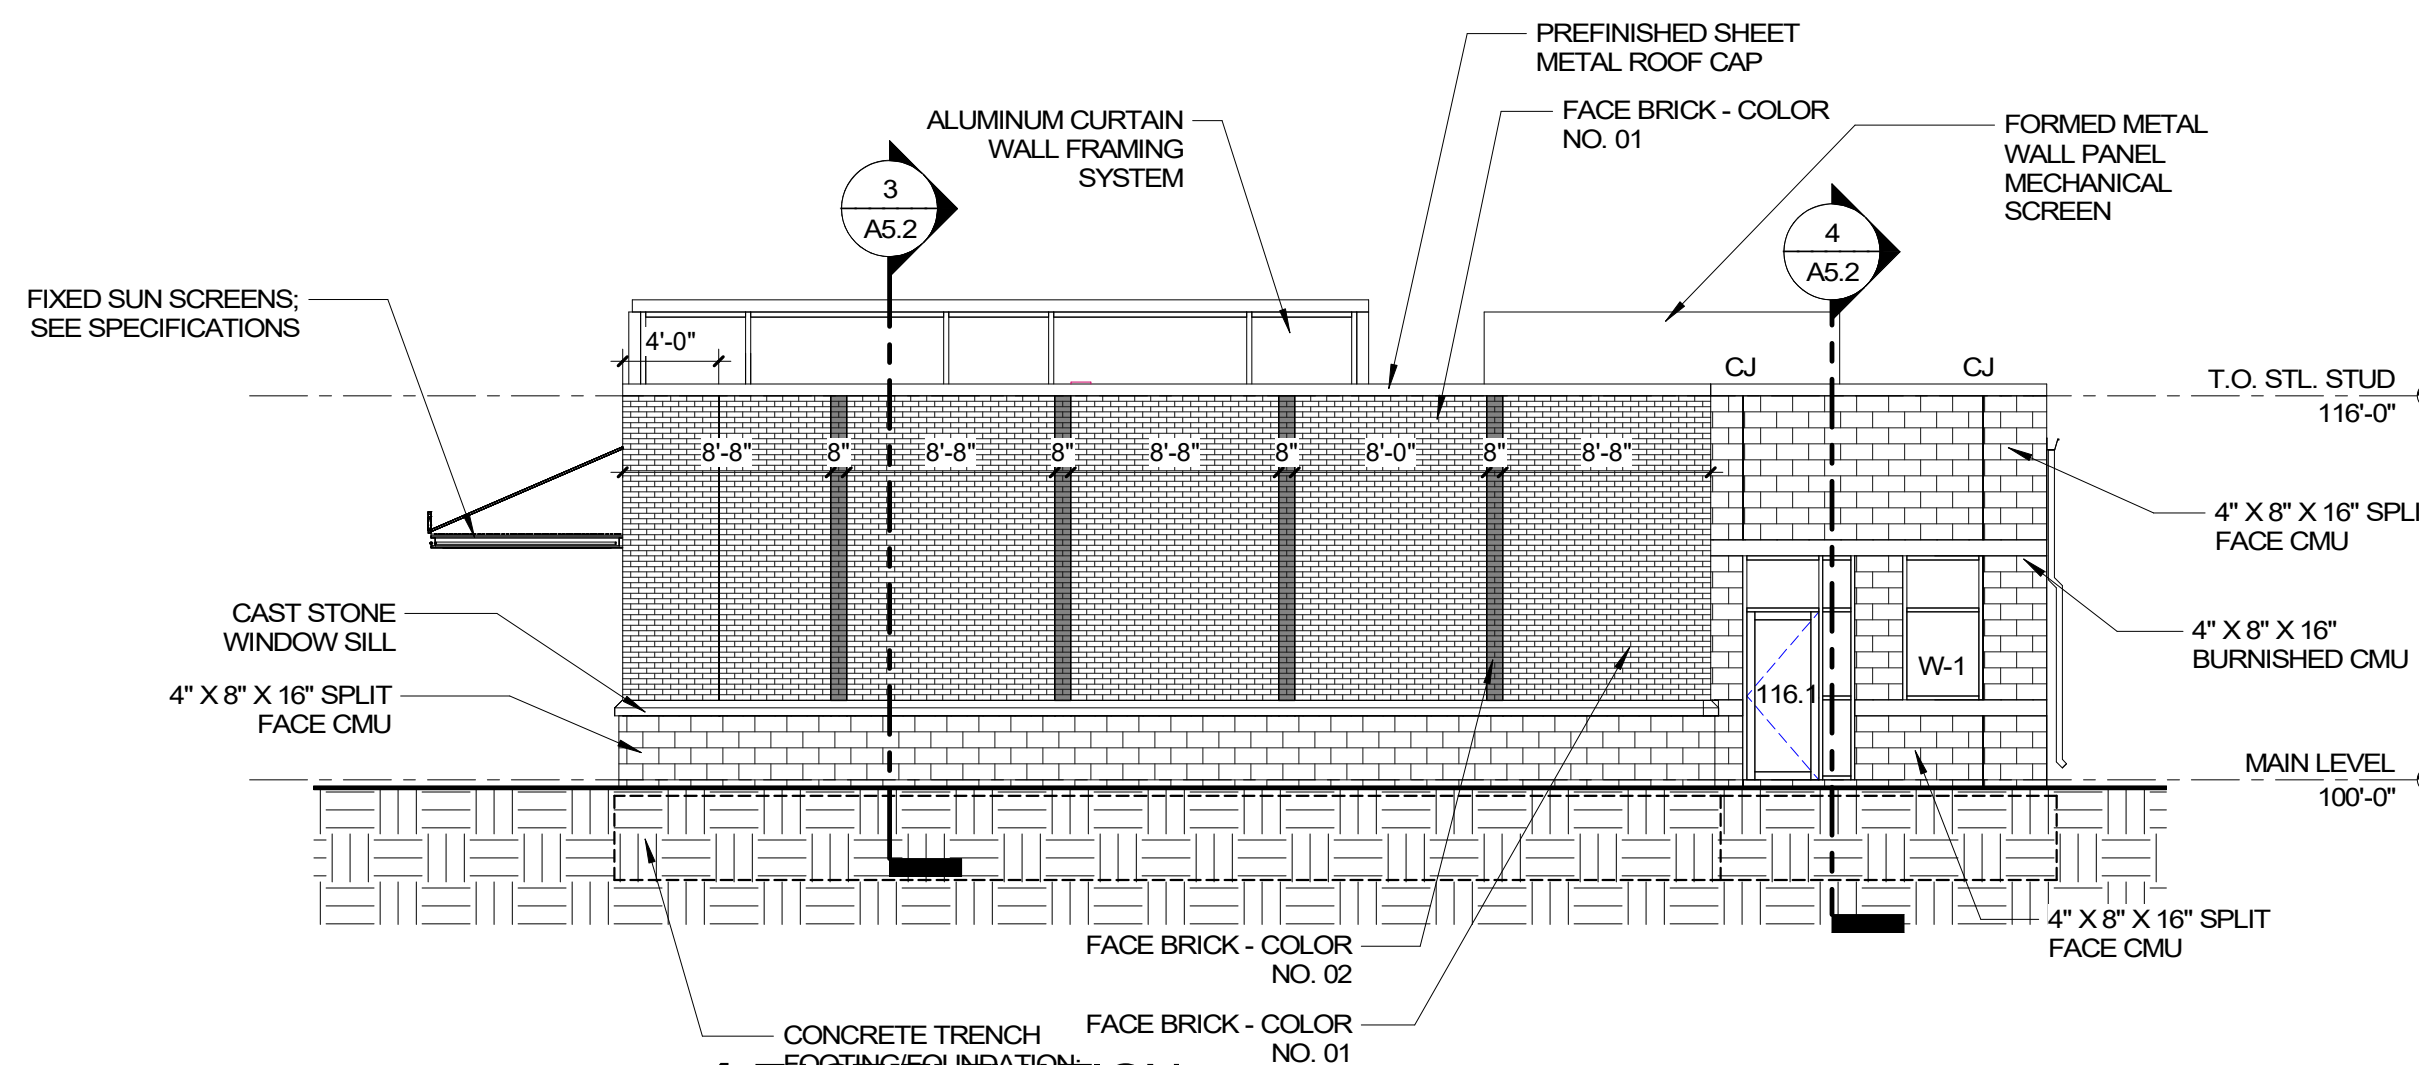 PREFINISHED SHEET
METAL ROOF CAP
FACE BRICK - COLOR
NO. 01
ALUMINUM CURTAIN
WALL FRAMING
SYSTEM
FORMED METAL
WALL PANEL
MECHANICAL
SCREEN
3
A5.2
4
A5.2
FIXED SUN SCREENS;
SEE SPECIFICATIONS
4'-0"
CJ
CJ
T.O. STL. STUD
116'-0"
8'-8"
8"
8'-8"
8"
8'-8"
8"
8'-0"
8"
8'-8"
4" X 8" X 16" SPLI
FACE CMU
CAST STONE
WINDOW SILL
4" X 8" X 16"
BURNISHED CMU
W-1
116.1
4" X 8" X 16" SPLIT
FACE CMU
MAIN LEVEL
100'-0"
4" X 8" X 16" SPLIT
FACE CMU
FACE BRICK - COLOR
NO. 02
FACE BRICK - COLOR
NO. 01
CONCRETE TRENCH
FOOTING/FOUNDATION;